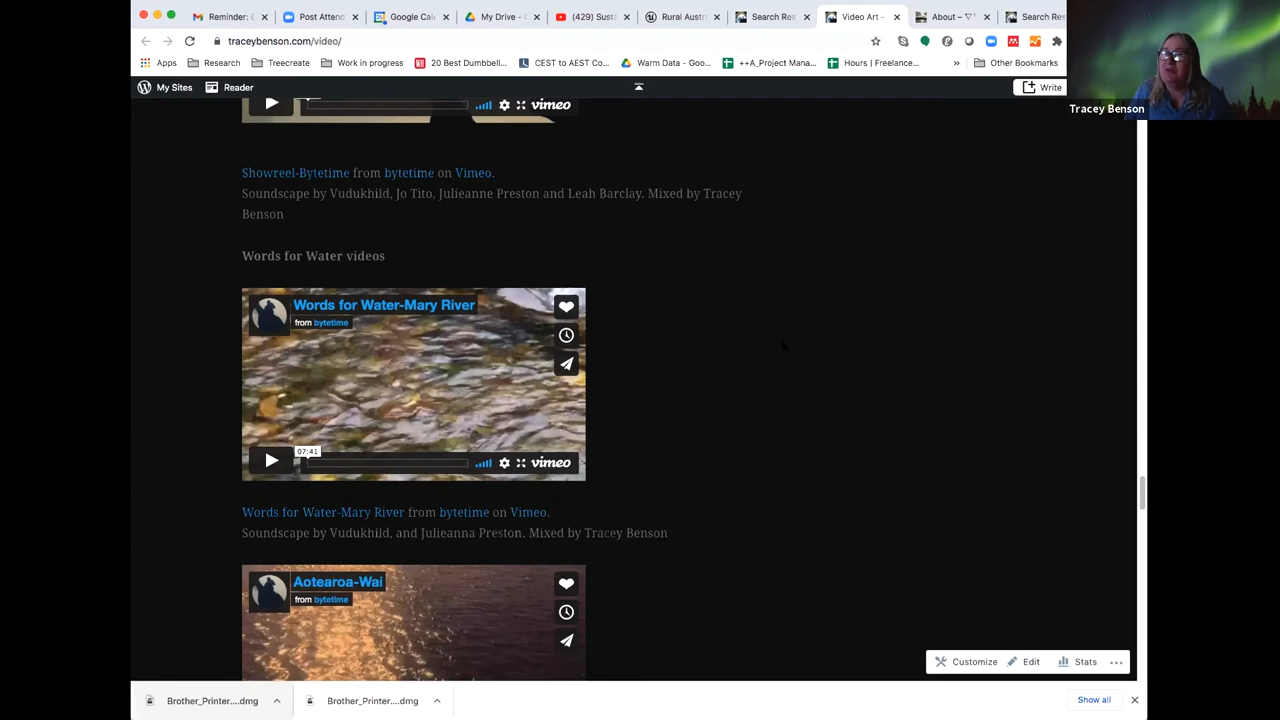 Reminder: C
Post Attend
Google Cal
My Drive -
(429) Susta
Rural Austr
Search Res
Video Art -
About – ▽
Search Res
traceybenson.com/video/
Apps
Research
Treecreate
Work in progress
20 Best Dumbbell...
CEST to AEST Co...
Warm Data - Goo...
++A_Project Mana...
Hours | Freelance...
»
Other Bookmarks
Tracey Benson
My Sites
Reader
Write
vimeo
Showreel-Bytetime from bytetime on Vimeo.
Soundscape by Vudukhild, Jo Tito, Julieanne Preston and Leah Barclay. Mixed by Tracey
Benson
Words for Water videos
Words for Water-Mary River
from bytetime
07:41
vimeo
Words for Water-Mary River from bytetime on Vimeo.
Soundscape by Vudukhild, and Julieanna Preston. Mixed by Tracey Benson
Aotearoa-Wai
from bytetime
Customize
Edit
Stats
Brother_Printer....dmg
Brother_Printer....dmg
Show all